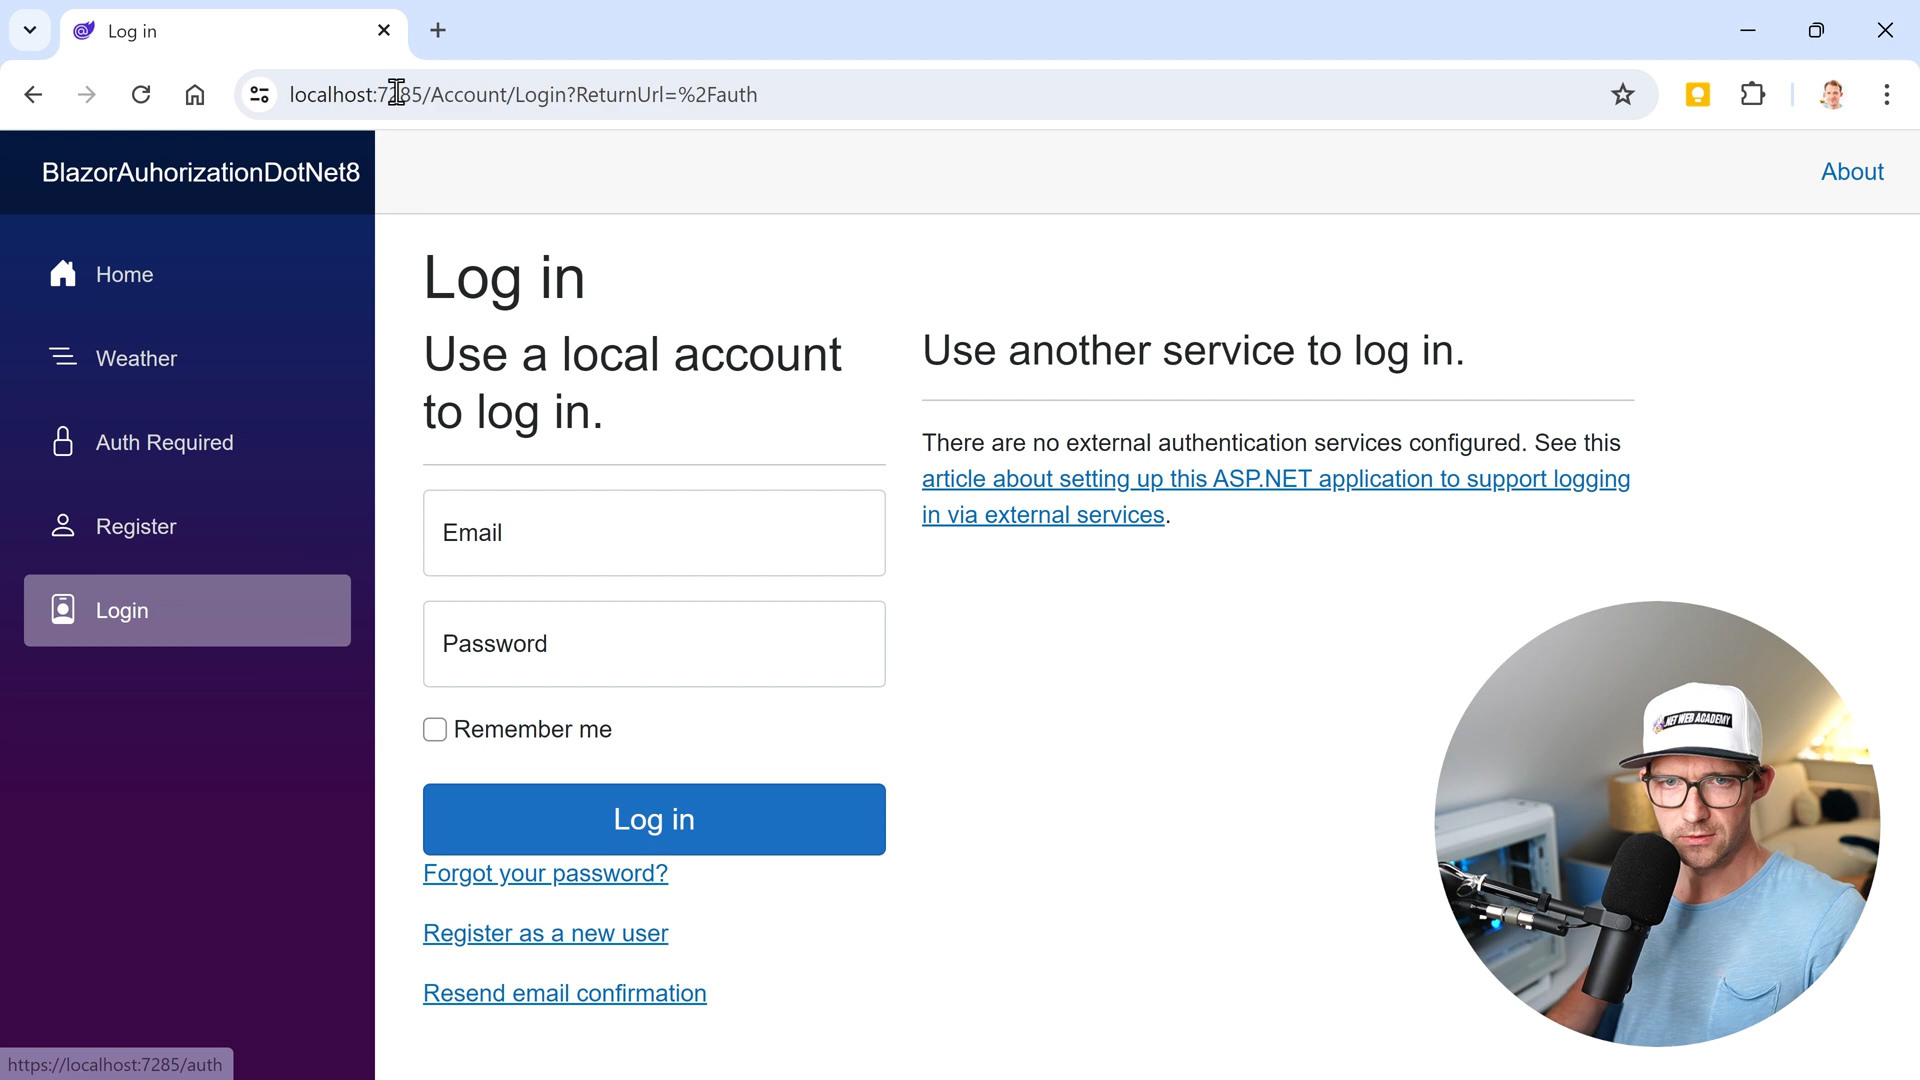 Log in
localhost:7285/Account/Login?ReturnUrl=%2Fauth
BlazorAuhorizationDotNet8
About
Home
Weather
Auth Required
Register
Login
Log in
Use a local account
to log in.
Email
Password
Remember me
Log in
Forgot your password?
Register as a new user
Resend email confirmation
Use another service to log in.
There are no external authentication services configured. See this
article about setting up this ASP.NET application to support logging
in via external services.
.NET WEB ACADEMY
https://localhost:7285/auth